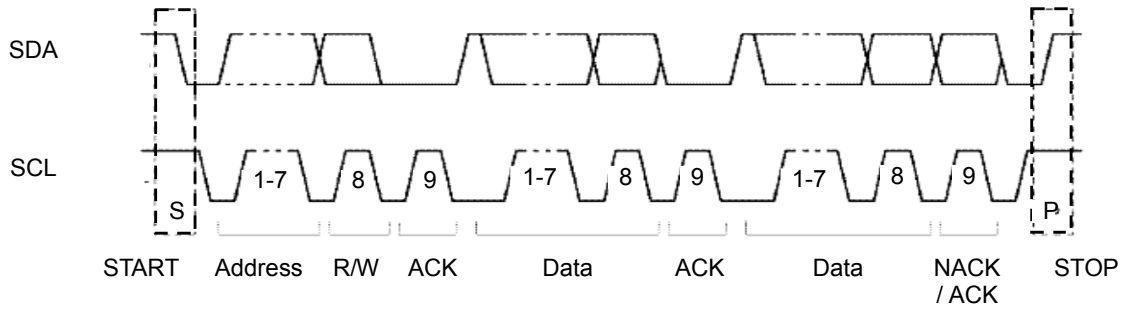 SDA
SCL
1-7 8 9 1-7 8 9 1-7 8 9
S P
START Address R/W ACK Data ACK Data NACK STOP
/ ACK